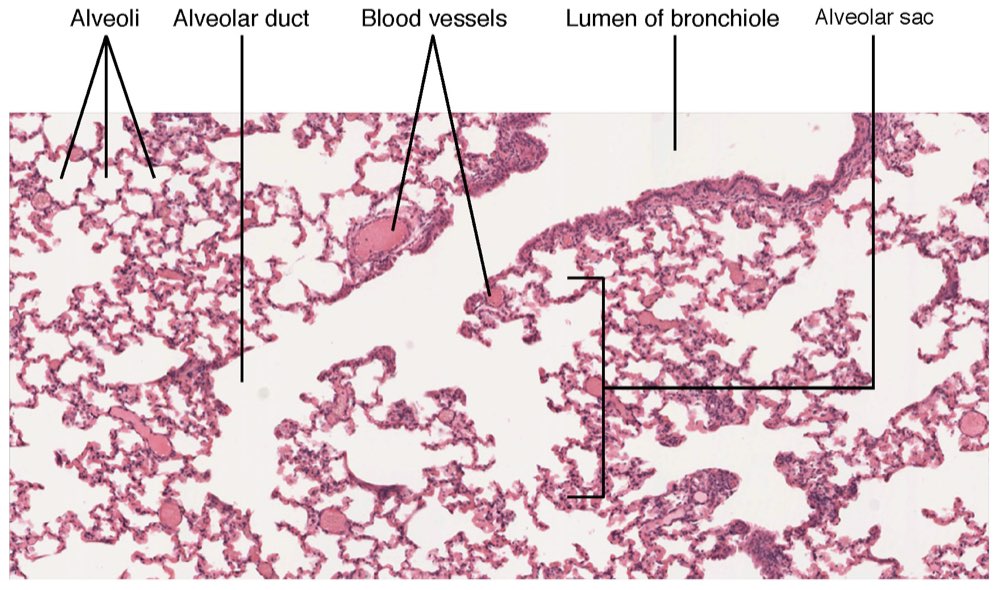 Alveoli
Alveolar duct
Blood vessels
Lumen of bronchiole
Alveolar sac